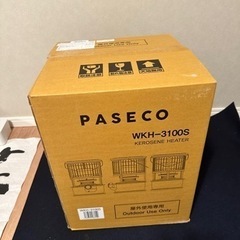 PASECO
WKH-3100S
KEROSENE HEATER
屋外使用専用
Outdoor Use Only